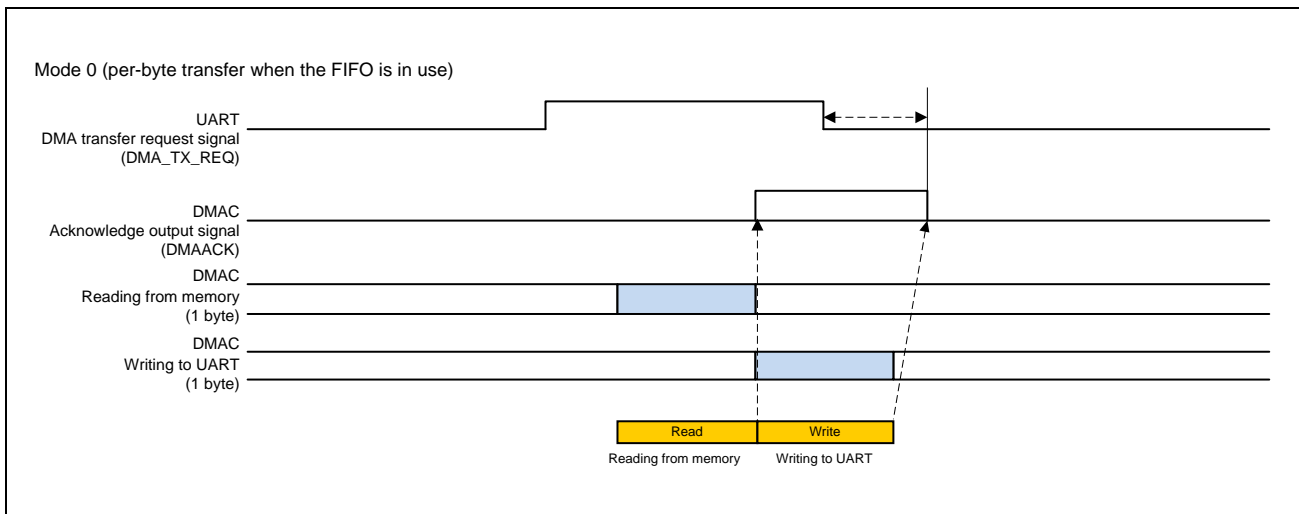 Mode 0 (per-byte transfer when the FIFO is in use)
UART
DMA transfer request signal
(DMA_TX_REQ)
DMAC
Acknowledge output signal
(DMAACK)
DMAC
Reading from memory
(1 byte)
DMAC
Writing to UART
(1 byte)
Read Write
Reading from memory Writing to UART